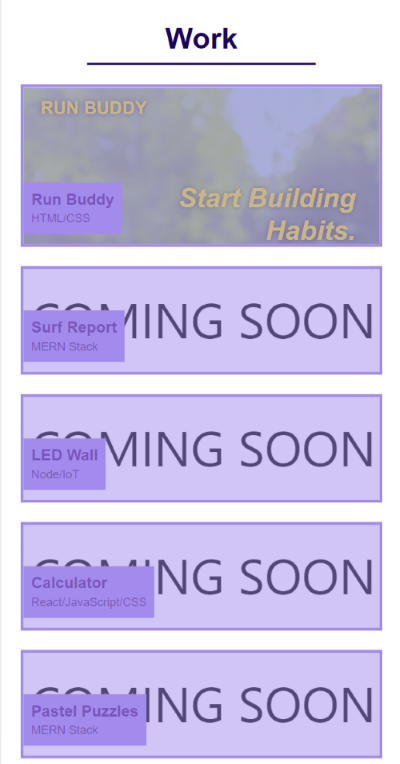 Work
RUN BUDDY
Start Building
Habits.
Run Buddy
HTML/CSS
COMING SOON
Surf Report
MERN Stack
COMING SOON
LED Wall
Node/IoT
COMING SOON
Calculator
React/JavaScript/CSS
COMING SOON
Pastel Puzzles
MERN Stack